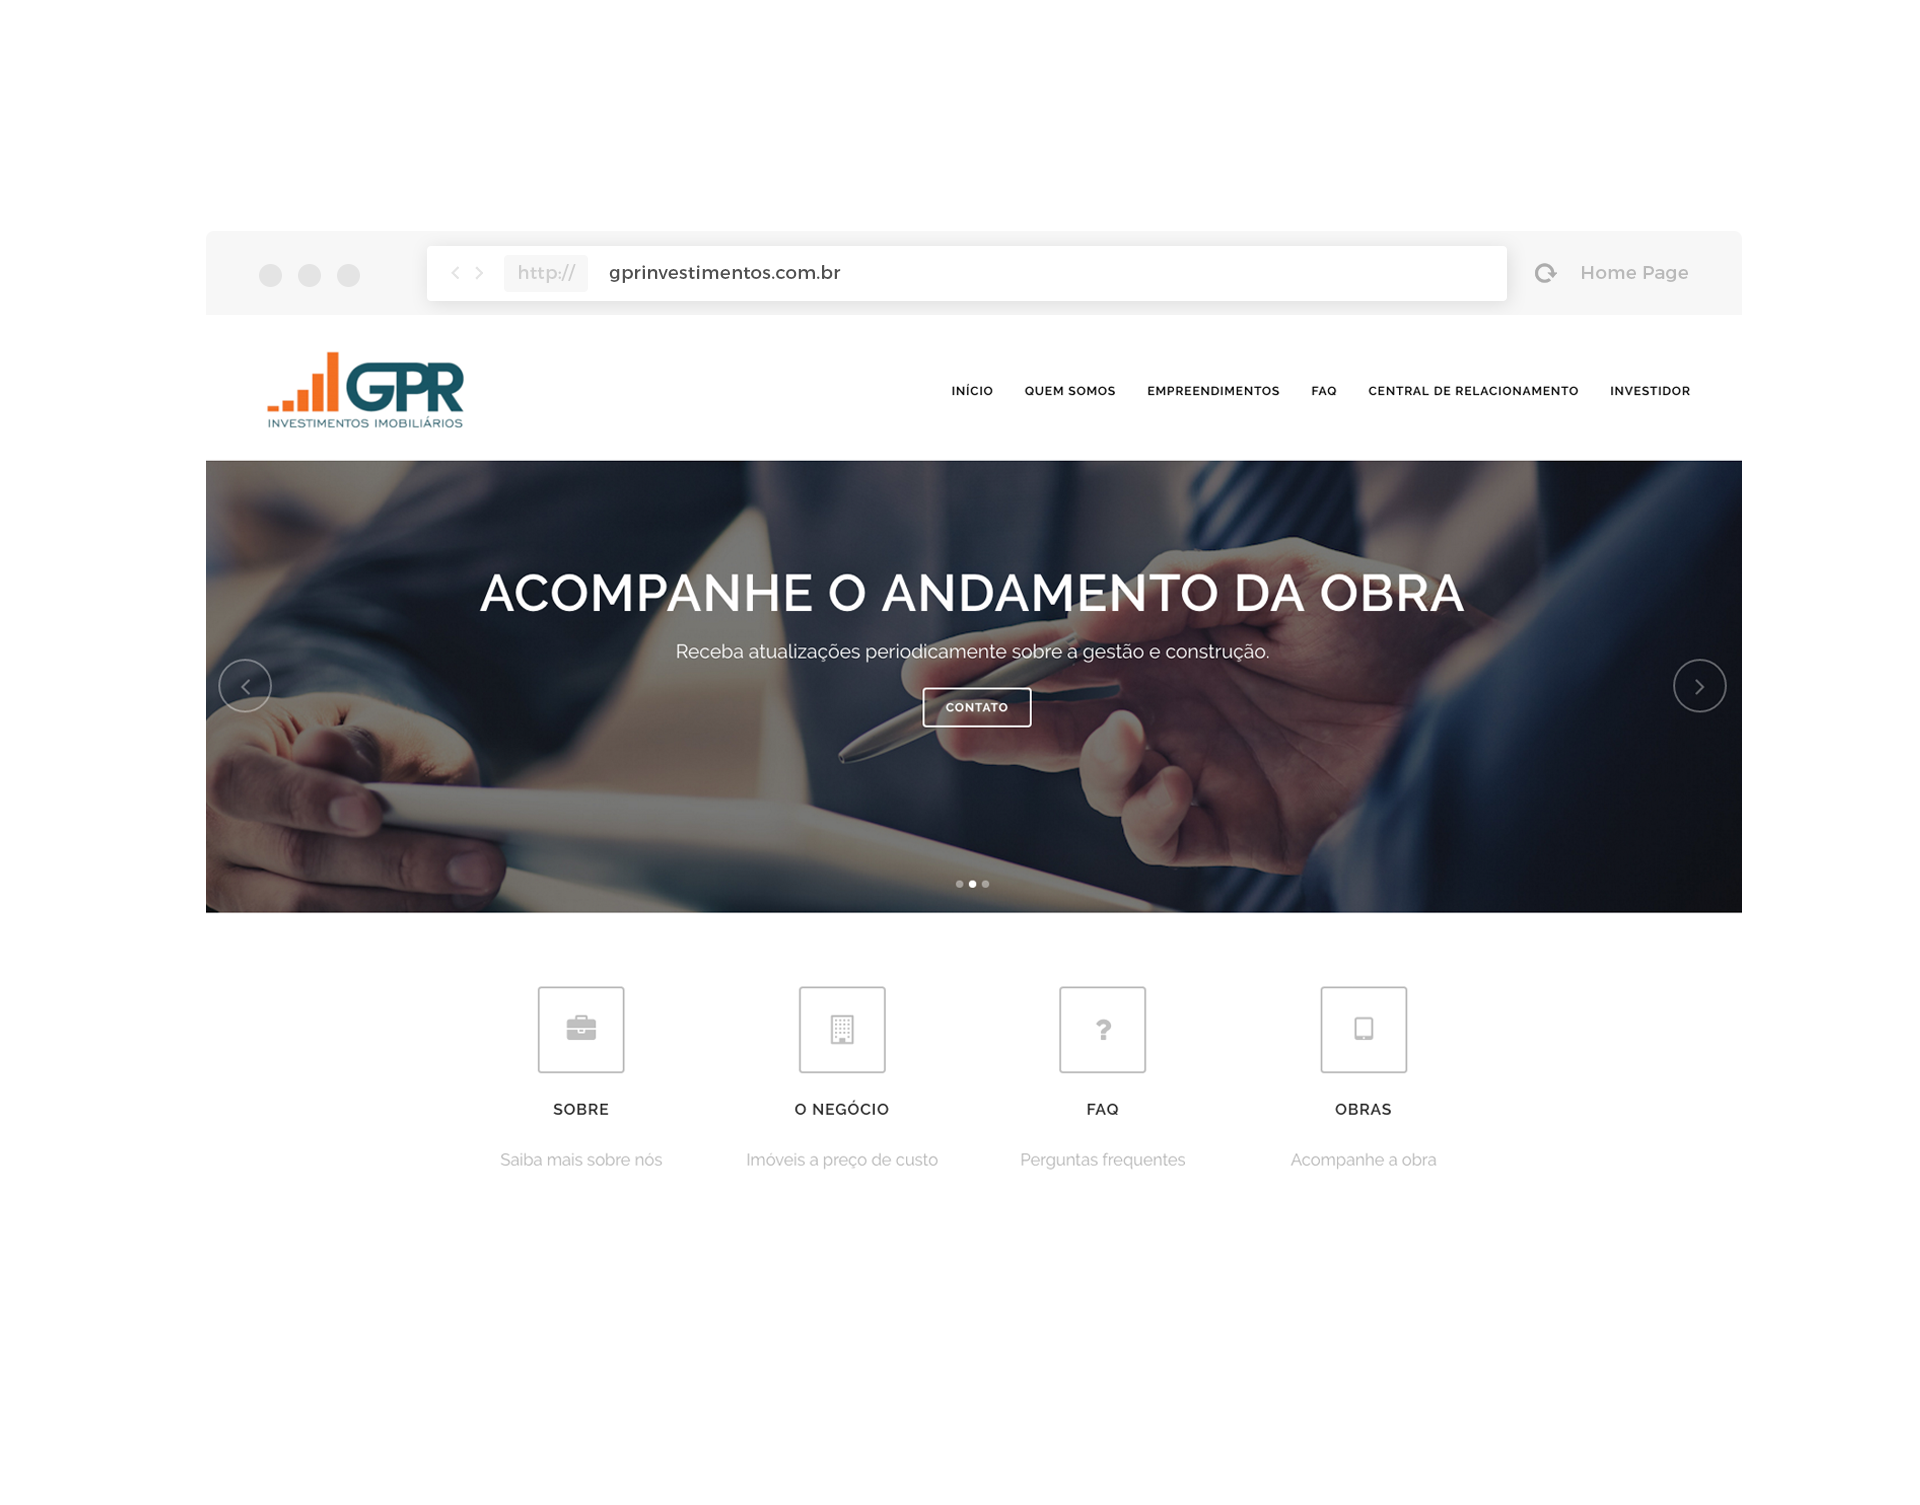 http:// gprinvestimentos.com.br Home Page
GPR
INVESTIMENTOS IMOBILIÁRIOS
INÍCIO QUEM SOMOS EMPREENDIMENTOS FAQ CENTRAL DE RELACIONAMENTO INVESTIDOR
ACOMPANHE O ANDAMENTO DA OBRA
Receba atualizações periodicamente sobre a gestão e construção.
CONTATO
SOBRE O NEGÓCIO FAQ OBRAS
Saiba mais sobre nós Imóveis a preço de custo Perguntas frequentes Acompanhe a obra